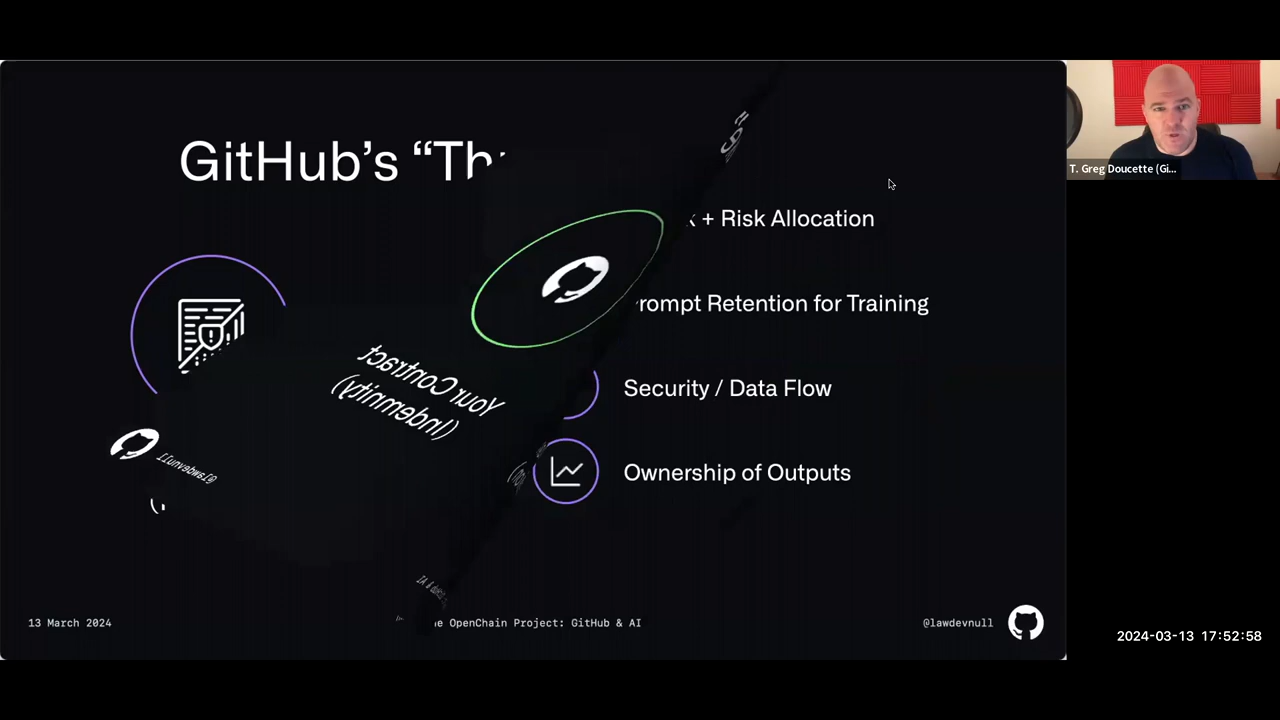 GitHub's “Th
+ Risk Allocation
rompt Retention for Training
Your Contract
(Indemnity)
Security / Data Flow
@lawdevnull
Ownership of Outputs
13 March 2024
e OpenChain Project: GitHub & AI
@lawdevnull
T. Greg Doucette (Gi...
2024-03-13 17:52:58